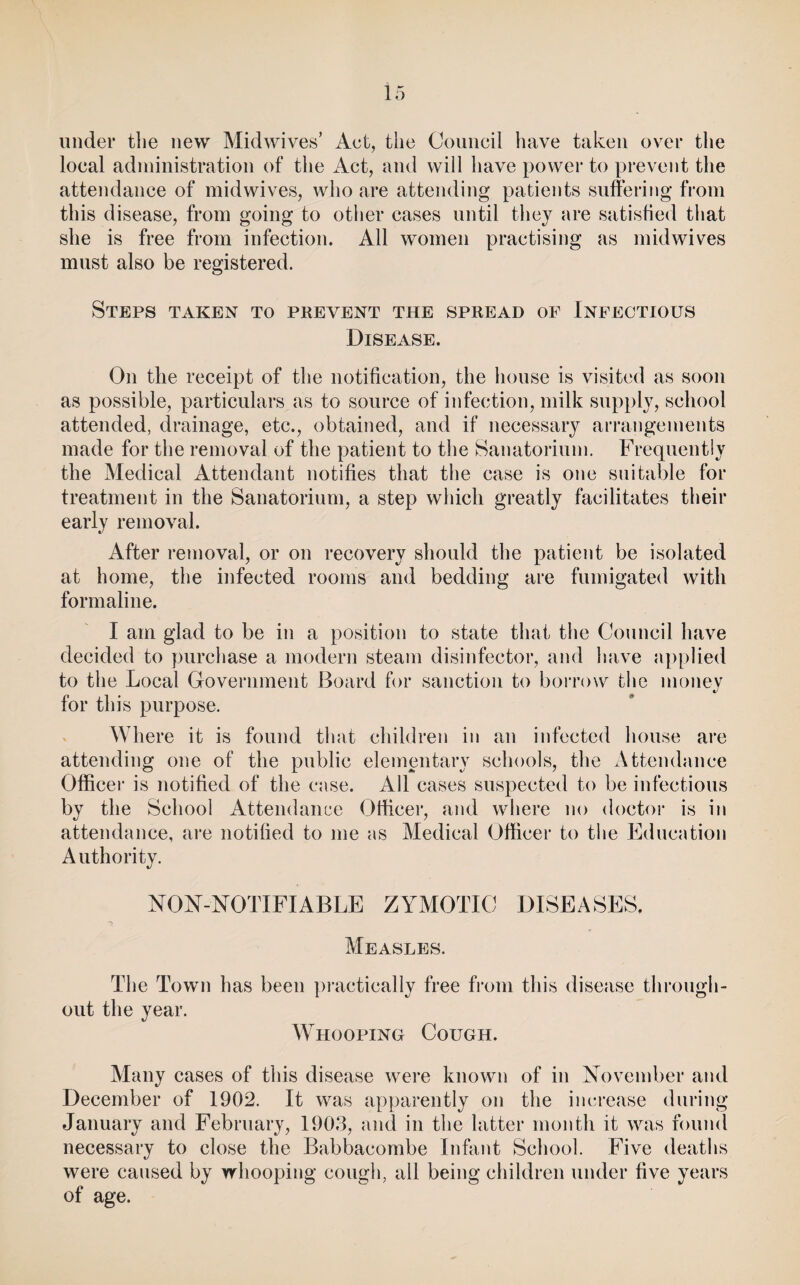 15
under the new Midwives’ Act, the Council have taken over the
local administration of the Act, and will have power to prevent the
attendance of midwives, who are attending patients suffering from
this disease, from going to other cases until they are satisfied that
she is free from infection. All women practising as midwives
must also be registered.
Steps taken to prevent the spread of Infectious
Disease.
On the receipt of the notification, the house is visited as soon
as possible, particulars as to source of infection, milk supply, school
attended, drainage, etc., obtained, and if necessary arrangements
made for the removal of the patient to the Sanatorium. Frequently
the Medical Attendant notifies that the case is one suitable for
treatment in the Sanatorium, a step which greatly facilitates their
early removal.
After removal, or on recovery should the patient be isolated
at home, the infected rooms and bedding are fumigated with
formaline.
I am glad to be in a position to state that the Council have
decided to purchase a modern steam disinfector, and have applied
to the Local Government Board for sanction to borrow the money
for this purpose.
Where it is found that children in an infected house are
attending one of the public elementary schools, the Attendance
Officer is notified of the case. All cases suspected to be infectious
by the School Attendance Officer, and where no doctor is in
attendance, are notified to me as Medical Officer to the Education
Authority.
NON-NOTIFIABLE ZYMOTIC DISEASES.
Measles.
The Town has been practically free from this disease through-
out the year.
Whooping Cough.
Many cases of this disease were known of in November and
December of 1902. It was apparently on the increase during
January and February, 1903, and in the latter month it was found
necessary to close the Babbacombe Infant School. Five deaths
were caused by whooping cough, all being children under five years
of age.